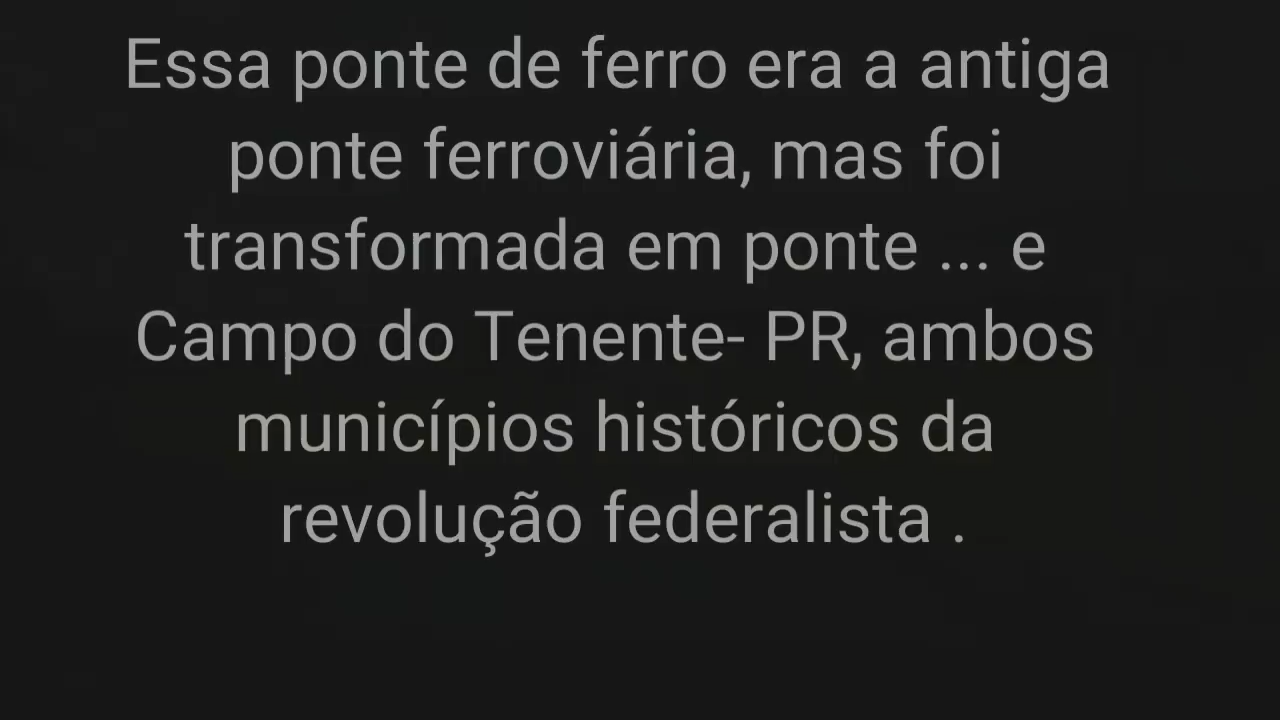 Essa ponte de ferro era a antiga
ponte ferroviária, mas foi
transformada em ponte ... e
Campo do Tenente- PR, ambos
municípios históricos da
revolução federalista .